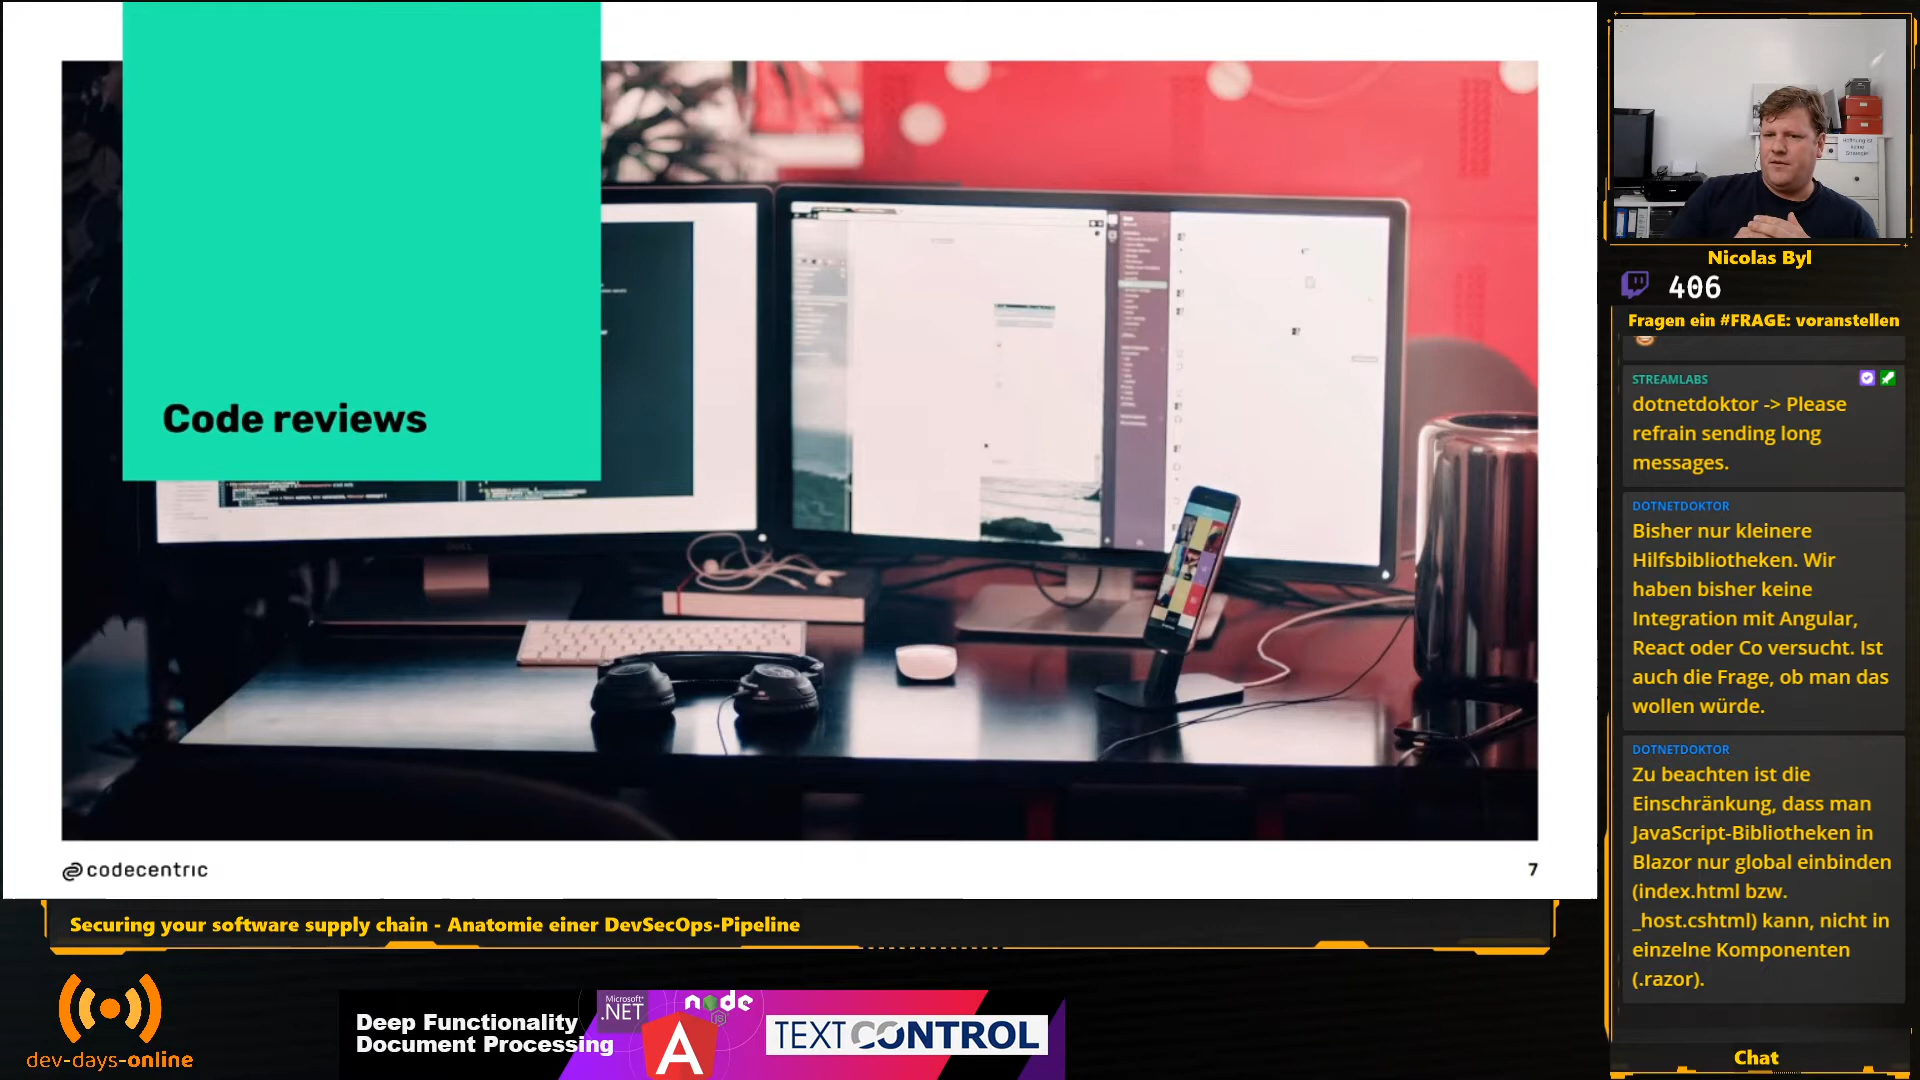 Code reviews
codecentric
7
Nicolas Byl
406
Fragen ein #FRAGE: voranstellen
STREAMLABS
dotnetdoktor -> Please
refrain sending long
messages.
DOTNETDOKTOR
Bisher nur kleinere
Hilfsbibliotheken. Wir
haben bisher keine
Integration mit Angular,
React oder Co versucht. Ist
auch die Frage, ob man das
wollen würde.
DOTNETDOKTOR
Zu beachten ist die
Einschränkung, dass man
JavaScript-Bibliotheken in
Blazor nur global einbinden
(index.html bzw.
_host.cshtml) kann, nicht in
einzelne Komponenten
(.razor).
Chat
Securing your software supply chain - Anatomie einer DevSecOps-Pipeline
dev-days-online
Deep Functionality
Document Processing
Microsoft
.NET
node
JS
A
TEXT CONTROL